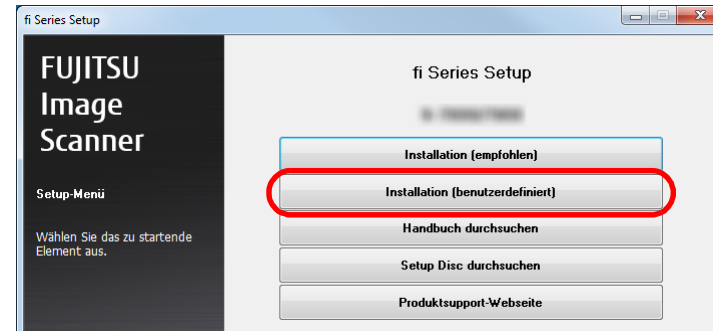 fi Series Setup
FUJITSU
Image
Scanner
Setup-Menü
Wählen Sie das zu startende
Element aus.
fi Series Setup
Installation (empfohlen)
Installation (benutzerdefiniert)
Handbuch durchsuchen
Setup Disc durchsuchen
Produktsupport-Webseite